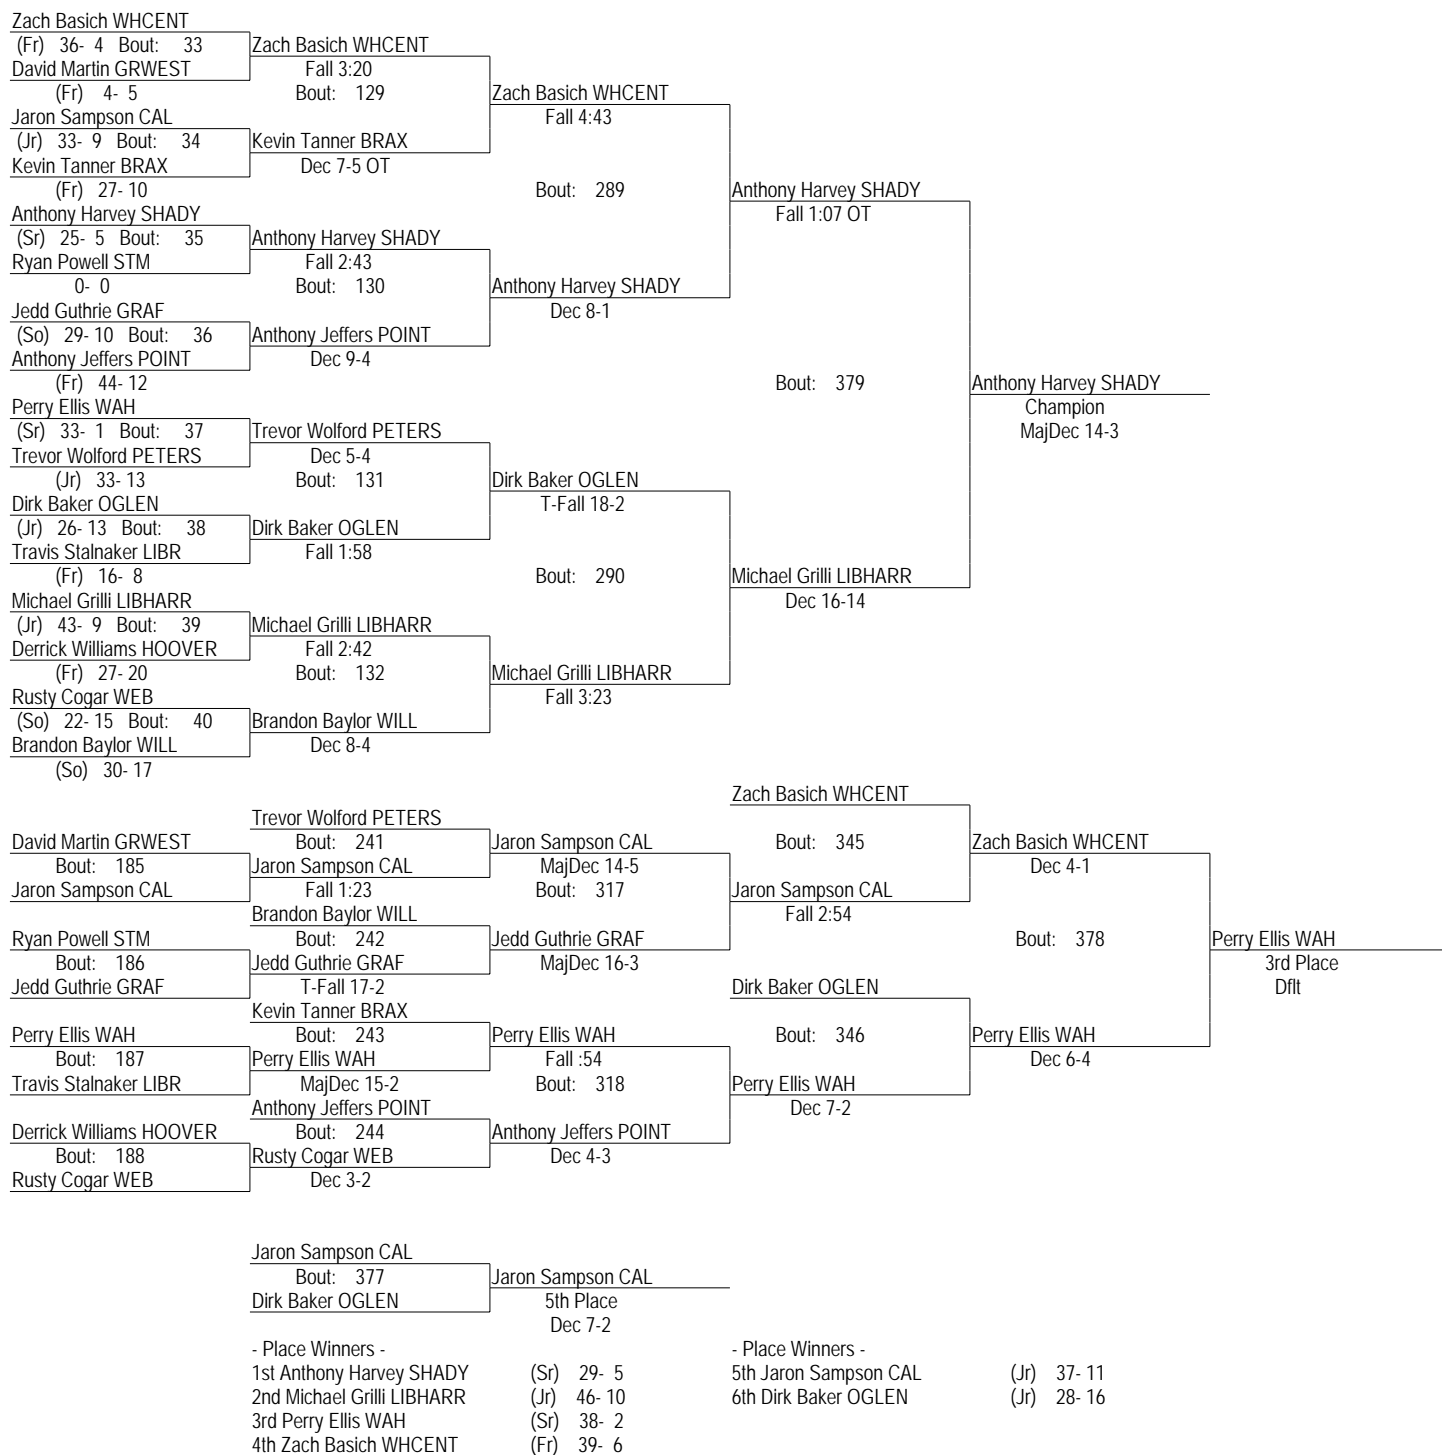 Zach Basich WHCENT
(Fr) 36- 4 Bout: 33
Zach Basich WHCENT
David Martin GRWEST
Fall 3:20
(Fr) 4- 5
Bout: 129
Zach Basich WHCENT
Jaron Sampson CAL
Fall 4:43
(Jr) 33- 9 Bout: 34
Kevin Tanner BRAX
Kevin Tanner BRAX
Dec 7-5 OT
(Fr) 27- 10
Bout: 289
Anthony Harvey SHADY
Anthony Harvey SHADY
Fall 1:07 OT
(Sr) 25- 5 Bout: 35
Anthony Harvey SHADY
Ryan Powell STM
Fall 2:43
0- 0
Bout: 130
Anthony Harvey SHADY
Jedd Guthrie GRAF
Dec 8-1
(So) 29- 10 Bout: 36
Anthony Jeffers POINT
Anthony Jeffers POINT
Dec 9-4
(Fr) 44- 12
Bout: 379
Anthony Harvey SHADY
Perry Ellis WAH
Champion
(Sr) 33- 1 Bout: 37
Trevor Wolford PETERS
MajDec 14-3
Trevor Wolford PETERS
Dec 5-4
(Jr) 33- 13
Bout: 131
Dirk Baker OGLEN
Dirk Baker OGLEN
T-Fall 18-2
(Jr) 26- 13 Bout: 38
Dirk Baker OGLEN
Travis Stalnaker LIBR
Fall 1:58
(Fr) 16- 8
Bout: 290
Michael Grilli LIBHARR
Michael Grilli LIBHARR
Dec 16-14
(Jr) 43- 9 Bout: 39
Michael Grilli LIBHARR
Derrick Williams HOOVER
Fall 2:42
(Fr) 27- 20
Bout: 132
Michael Grilli LIBHARR
Rusty Cogar WEB
Fall 3:23
(So) 22- 15 Bout: 40
Brandon Baylor WILL
Brandon Baylor WILL
Dec 8-4
(So) 30- 17
Zach Basich WHCENT
Trevor Wolford PETERS
David Martin GRWEST
Bout: 241
Jaron Sampson CAL
Bout: 345
Zach Basich WHCENT
Bout: 185
Jaron Sampson CAL
MajDec 14-5
Dec 4-1
Jaron Sampson CAL
Fall 1:23
Bout: 317
Jaron Sampson CAL
Brandon Baylor WILL
Fall 2:54
Ryan Powell STM
Bout: 242
Jedd Guthrie GRAF
Bout: 378
Perry Ellis WAH
Bout: 186
Jedd Guthrie GRAF
MajDec 16-3
3rd Place
Jedd Guthrie GRAF
T-Fall 17-2
Dirk Baker OGLEN
Dflt
Kevin Tanner BRAX
Perry Ellis WAH
Bout: 243
Perry Ellis WAH
Bout: 346
Perry Ellis WAH
Bout: 187
Perry Ellis WAH
Fall :54
Dec 6-4
Travis Stalnaker LIBR
MajDec 15-2
Bout: 318
Perry Ellis WAH
Anthony Jeffers POINT
Dec 7-2
Derrick Williams HOOVER
Bout: 244
Anthony Jeffers POINT
Bout: 188
Rusty Cogar WEB
Dec 4-3
Rusty Cogar WEB
Dec 3-2
Jaron Sampson CAL
Bout: 377
Jaron Sampson CAL
Dirk Baker OGLEN
5th Place
Dec 7-2
- Place Winners -
1st Anthony Harvey SHADY (Sr) 29- 5
2nd Michael Grilli LIBHARR (Jr) 46- 10
3rd Perry Ellis WAH (Sr) 38- 2
4th Zach Basich WHCENT (Fr) 39- 6
- Place Winners -
5th Jaron Sampson CAL (Jr) 37- 11
6th Dirk Baker OGLEN (Jr) 28- 16